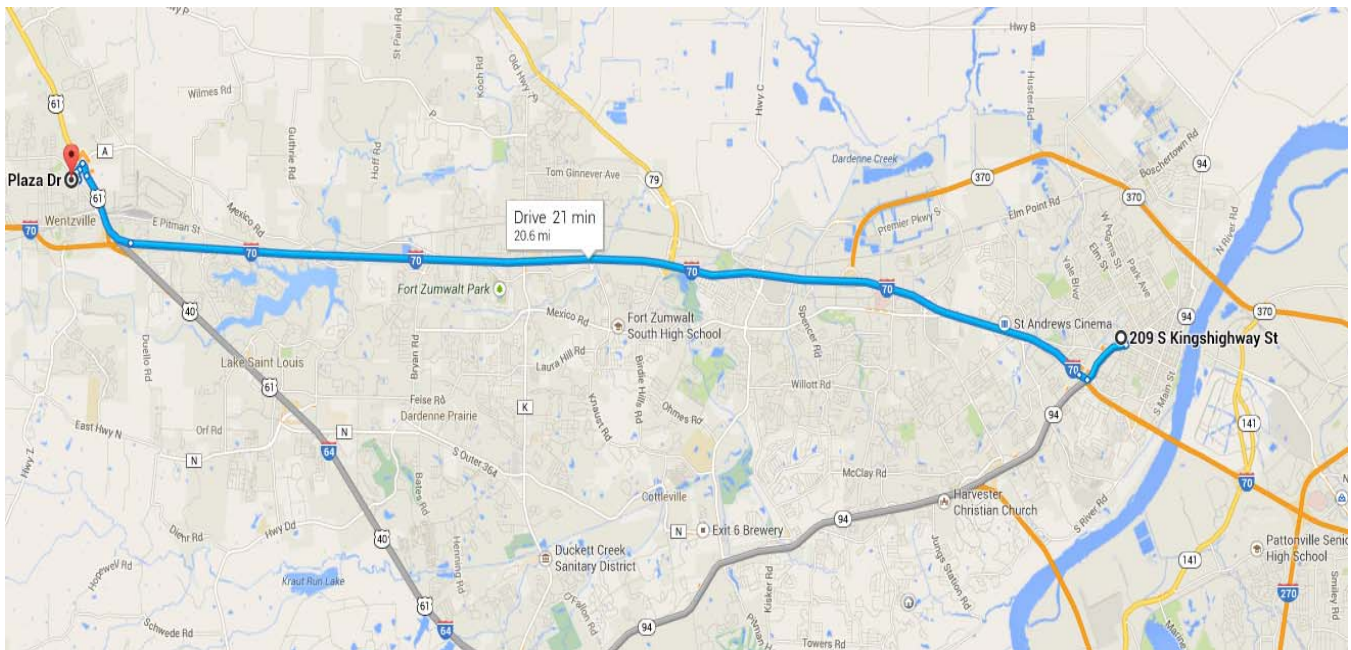 St Paul Rd
Hwy B
61
Wilmes Rd
Koch Rd
Old Hwy 79
Hwy C
Huster Rd
Boschertown Rd
94
P
A
Guthrie Rd
Hoff Rd
Tom Ginnever Ave
79
Dardenne Creek
370
370
Plaza Dr
61
Mexico Rd
Drive 21 min
20.6 mi
Premier Pkwy S
Elm Point Rd
N River Rd
Wentzville
E Pitman St
70
70
70
70
70
W Adams St
Elm St
Park Ave
Yale Blvd
94
370
Fort Zumwalt Park
Mexico Rd
Fort Zumwalt
South High School
Spencer Rd
St Andrews Cinema
209 S Kingshighway St
40
Duello Rd
Lake Saint Louis
Bryan Rd
Laura Hill Rd
Birdie Hills Rd
Willott Rd
70
S Main St
370
61
Feise Rd
Dardenne Prairie
K
Knaust Rd
Ohmes Rd
94
141
East Hwy N
Orf Rd
N
N
Hwy Z
64
S Outer 364
Bates Rd
McClay Rd
70
Cottleville
Harvester
Christian Church
S River Rd
Diehr Rd
Hwy Dd
40
N
Exit 6 Brewery
94
Jungs Station Rd
Pattonville Senio
High School
Hopewell Rd
Henning Rd
Duckett Creek
Sanitary District
141
Kraut Run Lake
Kisker Rd
270
Smiley Rd
Schwede Rd
61
64
O'Fallon Rd
94
Pitman H
Towers Rd
Marine